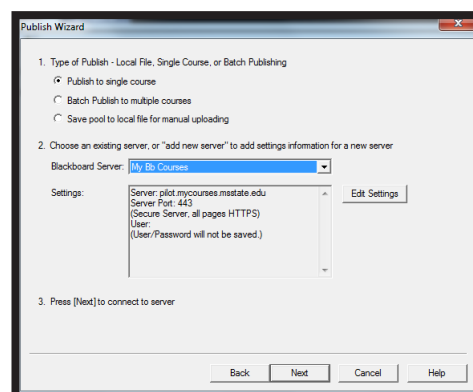 Publish Wizard
1. Type of Publish - Local File, Single Course, or Batch Publishing
Publish to single course
Batch Publish to multiple courses
Save pool to local file for manual uploading
2. Choose an existing server, or "add new server" to add settings information for a new server
Blackboard Server: My Bb Courses
Settings:
Server: pilot.mycourses.msstate.edu
Server Port: 443
(Secure Server, all pages HTTPS)
User:
(User/Password will not be saved.)
Edit Settings
3. Press [Next] to connect to server
Back Next Cancel Help